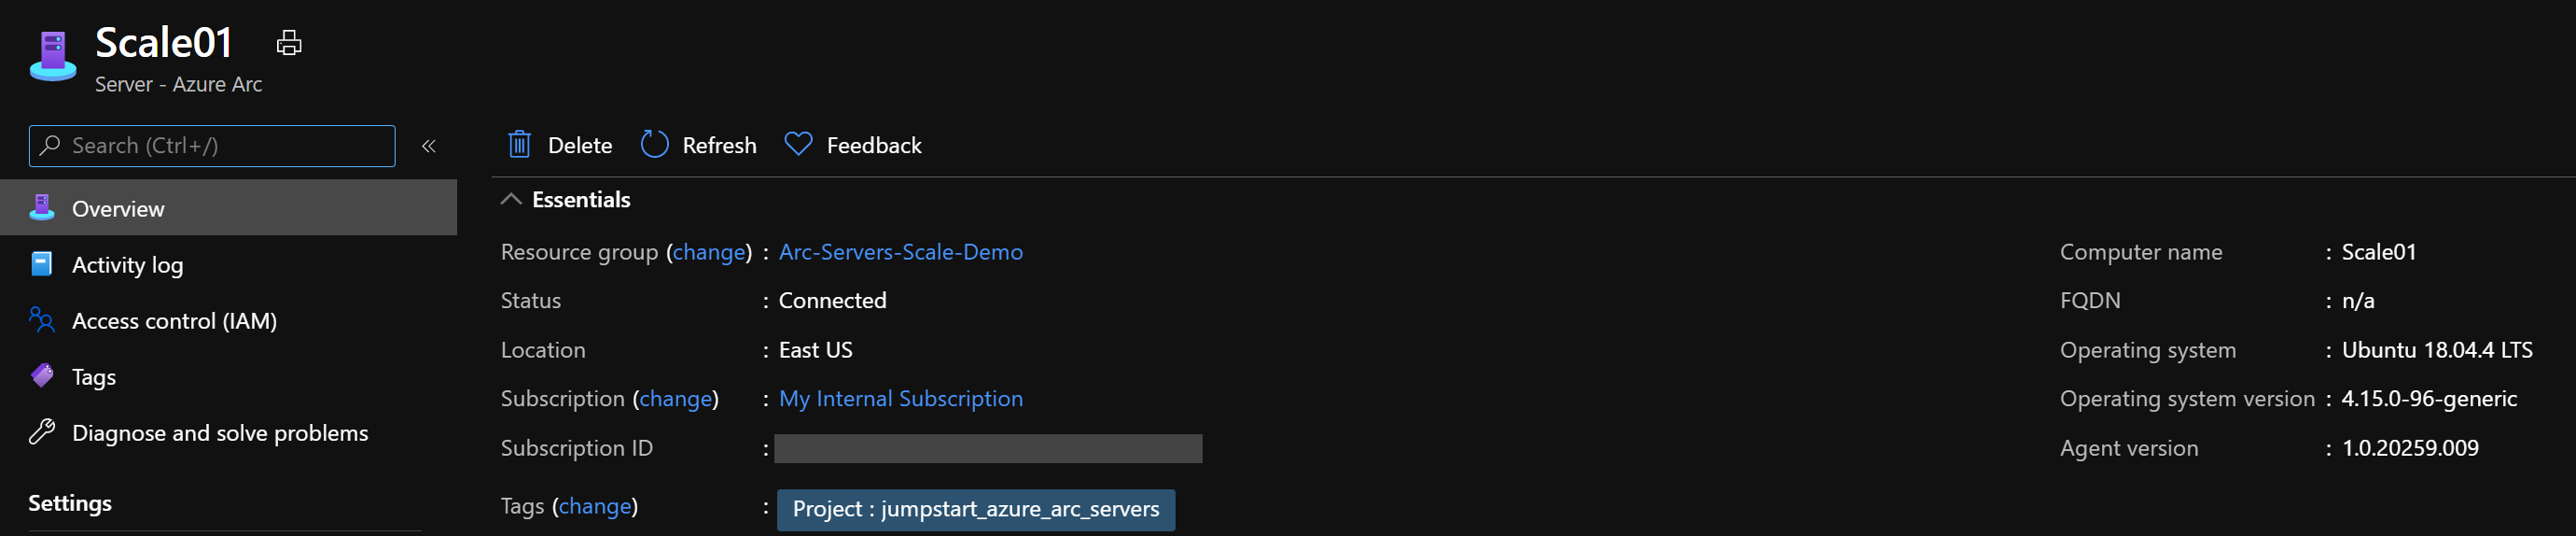 Scale01
Server - Azure Arc
Search (Ctrl+/)
«
Overview
Activity log
Access control (IAM)
Tags
Diagnose and solve problems
Settings
Delete Refresh Feedback
Essentials
Resource group (change) : Arc-Servers-Scale-Demo
Status : Connected
Location : East US
Subscription (change) : My Internal Subscription
Subscription ID :
Tags (change) : Project : jumpstart_azure_arc_servers
Computer name : Scale01
FQDN : n/a
Operating system : Ubuntu 18.04.4 LTS
Operating system version : 4.15.0-96-generic
Agent version : 1.0.20259.009